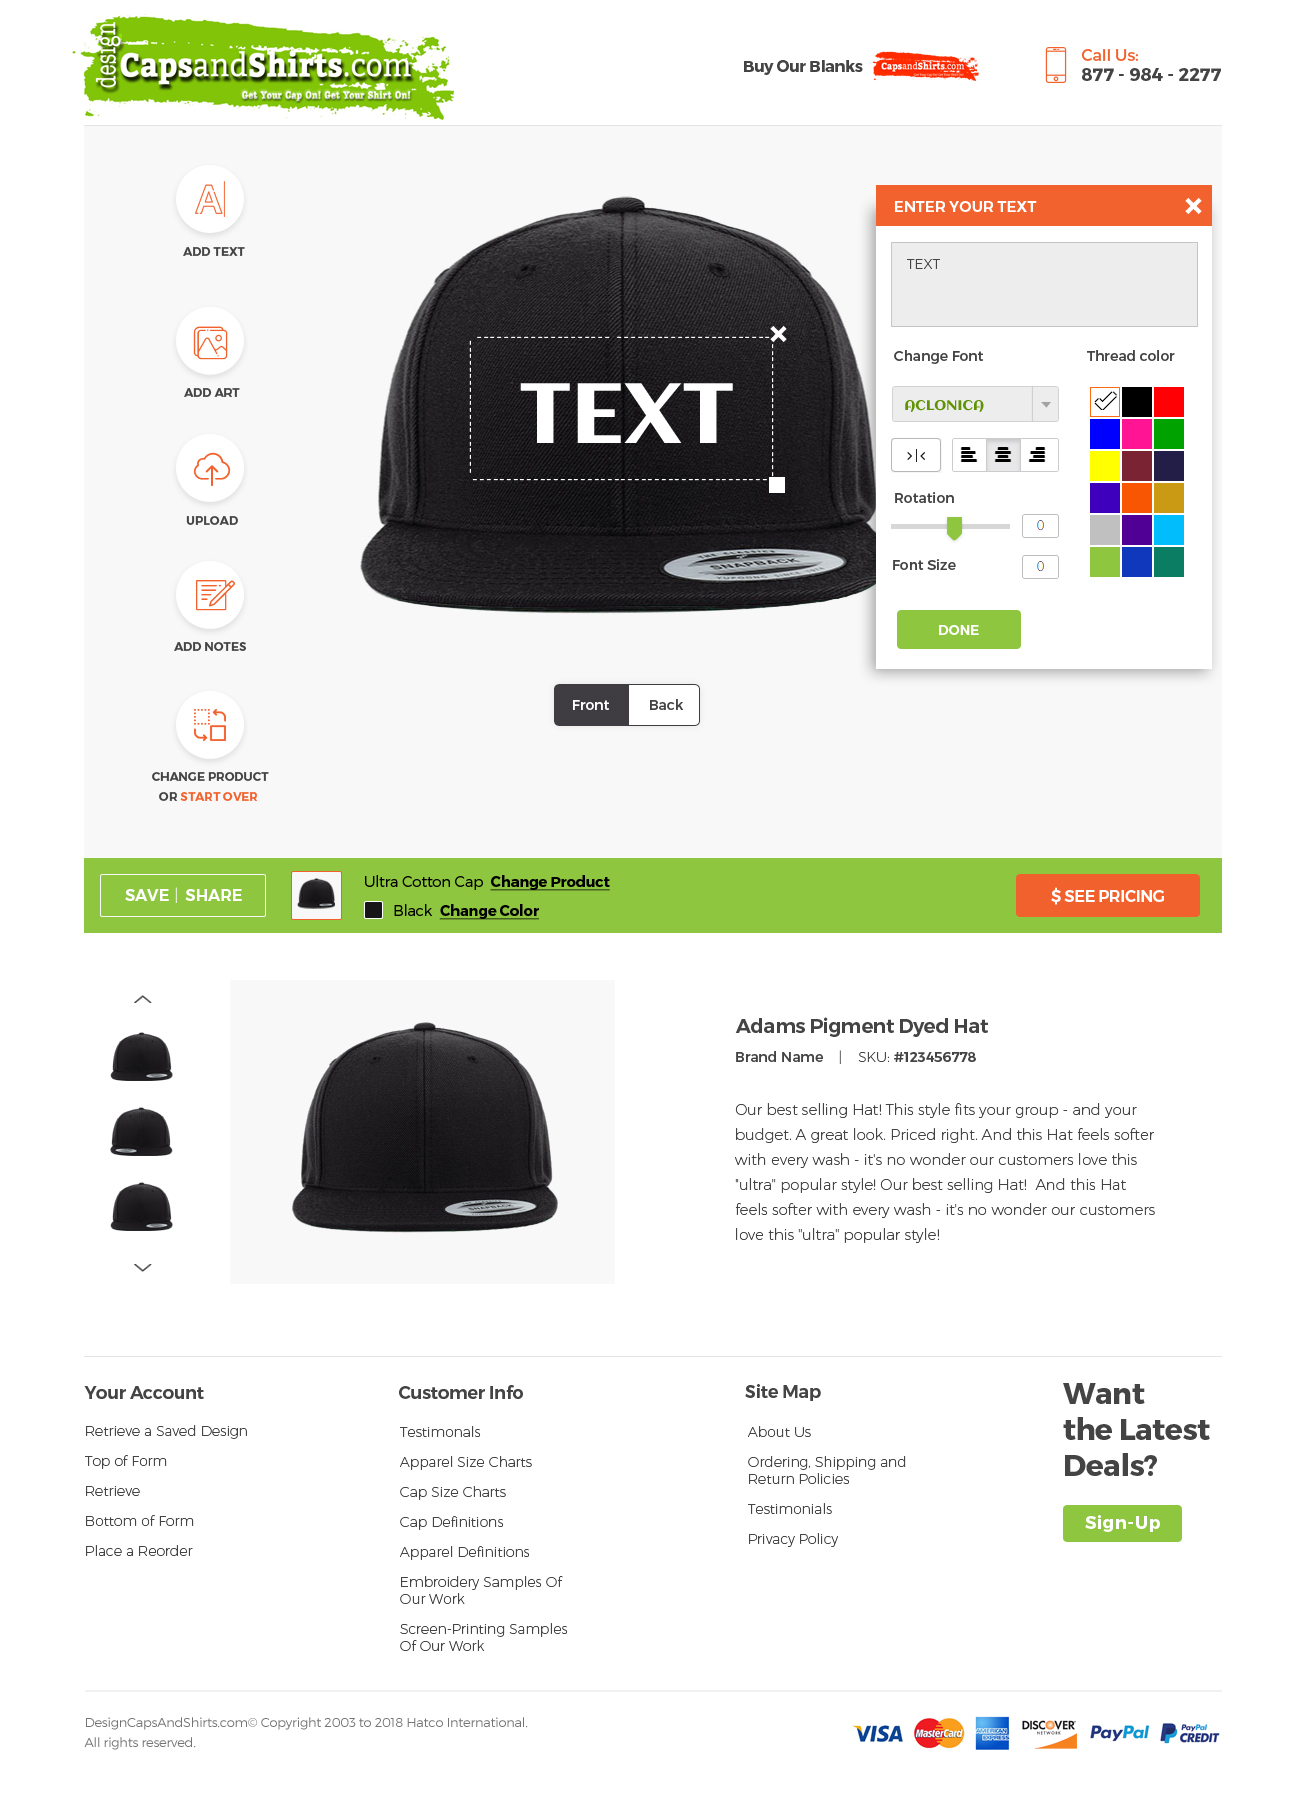 design
CapsandShirts.com
Get Your Cap On! Get Your Shirt On!
Buy Our Blanks
CapsandShirts.com
Call Us:
877 - 984 - 2277
ADD TEXT
ADD ART
UPLOAD
ADD NOTES
CHANGE PRODUCT
OR START OVER
TEXT
THE CLASSICS
SNAPBACK
YUPOONG SINCE 1974
Front
Back
ENTER YOUR TEXT
TEXT
Change Font
Thread color
ACLONICA
Rotation
0
Font Size
0
DONE
SAVE | SHARE
Ultra Cotton Cap Change Product
Black Change Color
$ SEE PRICING
SNAPBACK
Adams Pigment Dyed Hat
Brand Name | SKU: #123456778
Our best selling Hat! This style fits your group - and your
budget. A great look. Priced right. And this Hat feels softer
with every wash - it's no wonder our customers love this
"ultra" popular style! Our best selling Hat! And this Hat
feels softer with every wash - it's no wonder our customers
love this "ultra" popular style!
Your Account
Retrieve a Saved Design
Top of Form
Retrieve
Bottom of Form
Place a Reorder
Customer Info
Testimonals
Apparel Size Charts
Cap Size Charts
Cap Definitions
Apparel Definitions
Embroidery Samples Of
Our Work
Screen-Printing Samples
Of Our Work
Site Map
About Us
Ordering, Shipping and
Return Policies
Testimonials
Privacy Policy
Want
the Latest
Deals?
Sign-Up
DesignCapsAndShirts.com© Copyright 2003 to 2018 Hatco International.
All rights reserved.
VISA
MasterCard
AMERICAN
EXPRESS
DISCOVER
NETWORK
PayPal
PayPal
CREDIT